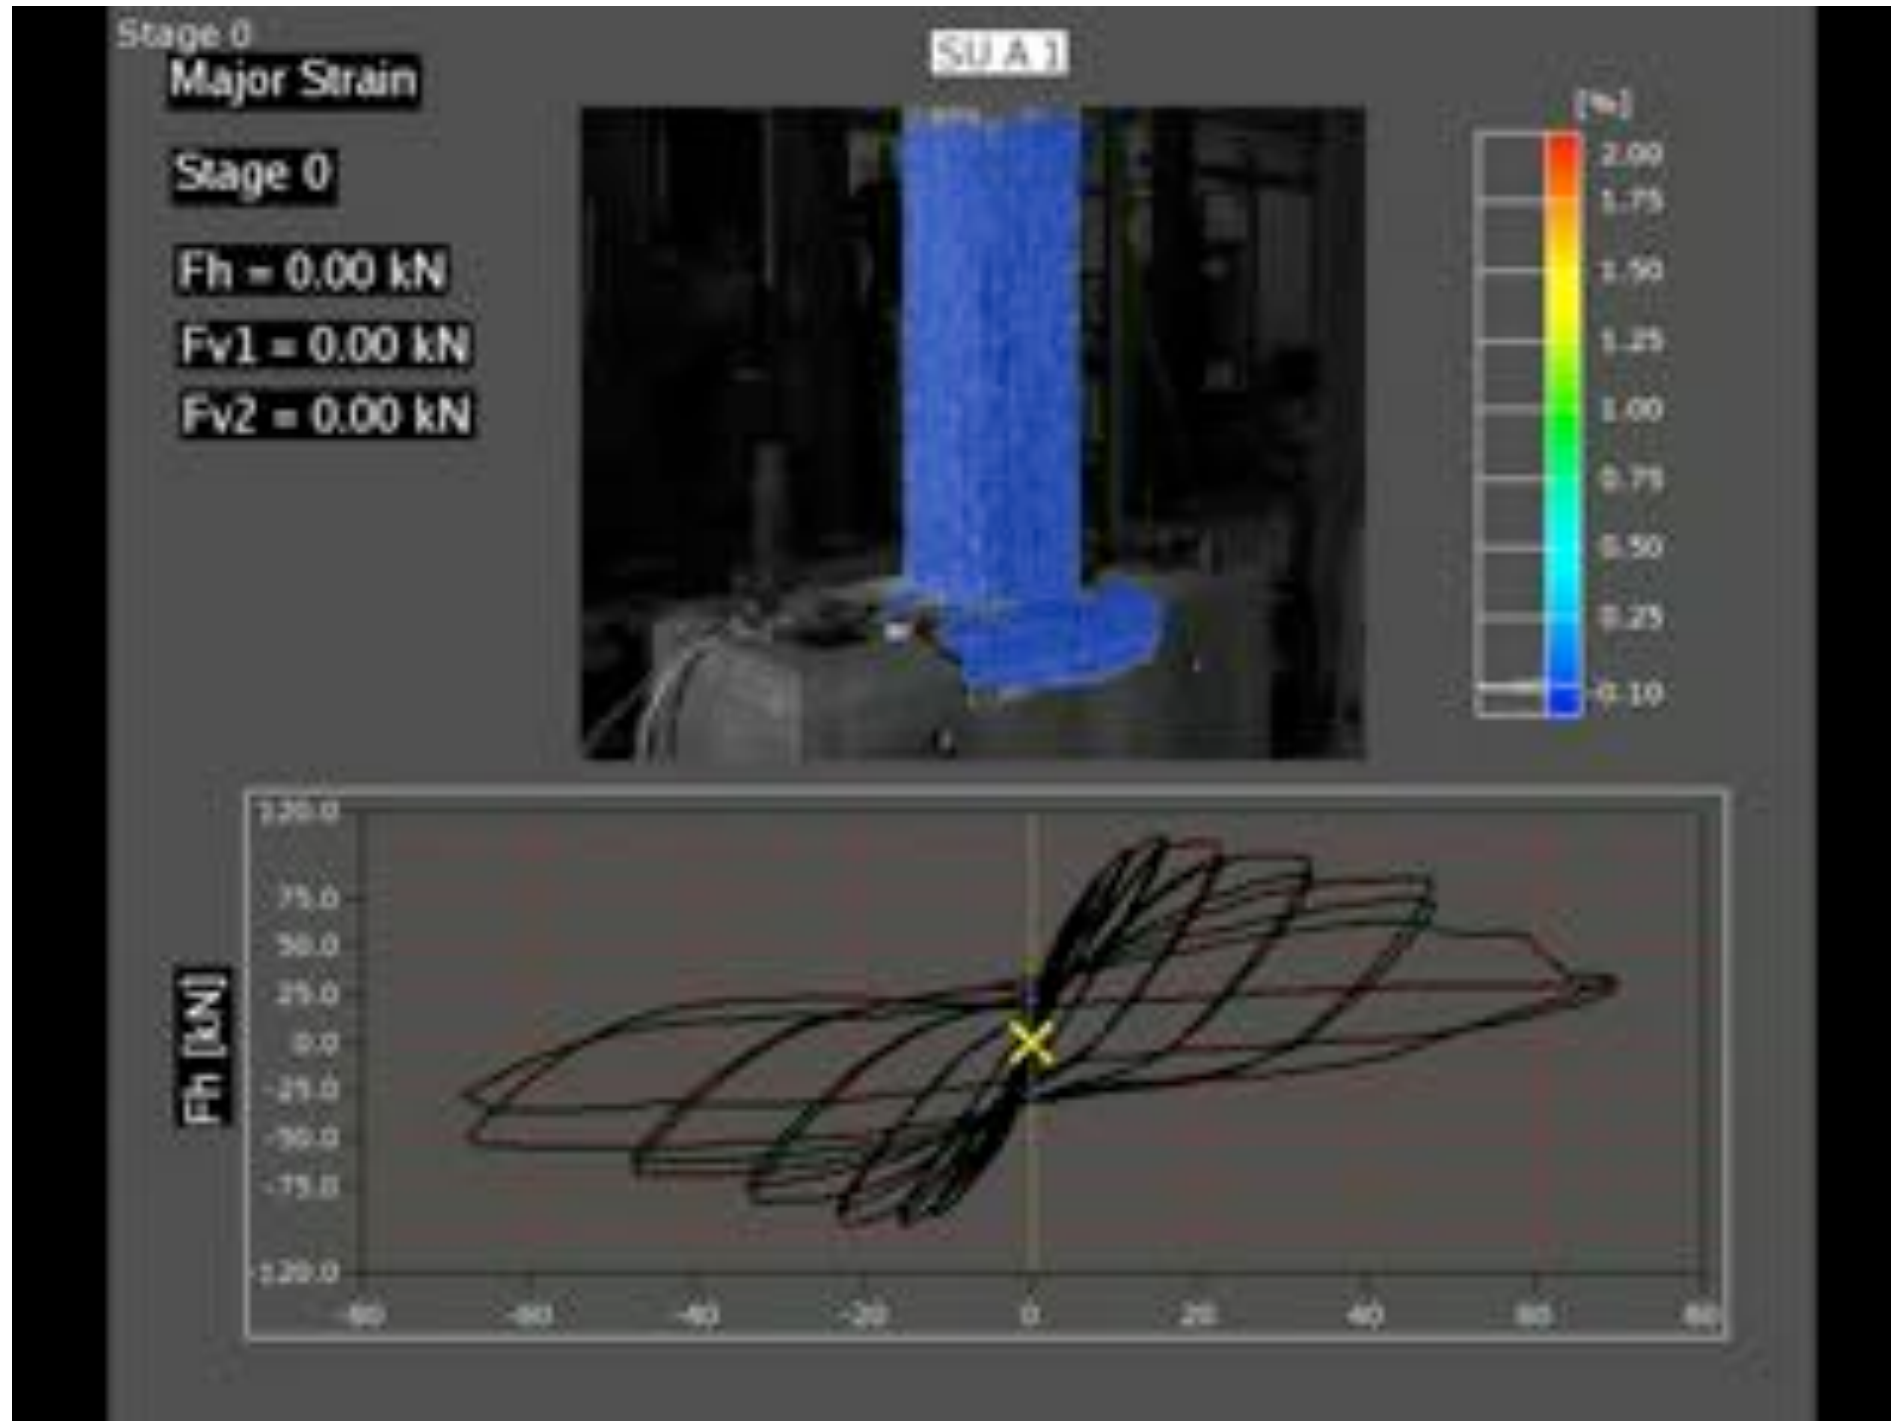 Stage 0
Major Strain
SU A 1
Stage 0
Fh = 0.00 kN
Fv1 = 0.00 kN
Fv2 = 0.00 kN
[%]
2.00
1.75
1.50
1.25
1.00
0.75
0.50
0.25
0.10
Fh [kN]
120.0
75.0
50.0
25.0
0.0
-25.0
-50.0
-75.0
-120.0
-80 -60 -40 -20 0 20 40 60 80